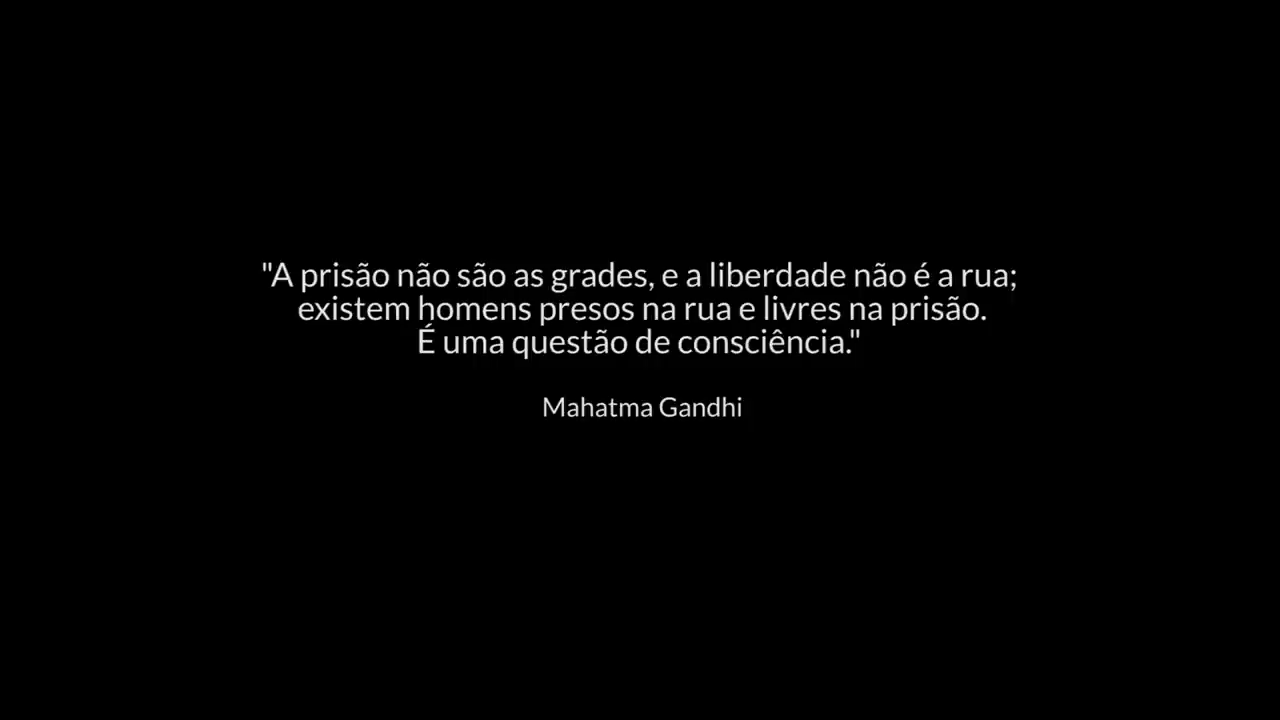 "A prisão não são as grades, e a liberdade não é a rua;
existem homens presos na rua e livres na prisão.
É uma questão de consciência."
Mahatma Gandhi